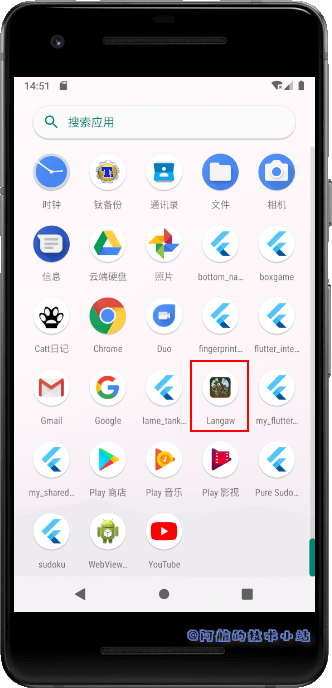 14:51
搜索应用
时钟 钛备份 通讯录 文件 相机
信息 云端硬盘 照片 bottom_na... boxgame
Catt日记 Chrome Duo fingerprint... flutter_inte...
Gmail Google lame_tank... Langaw my_flutter...
my_shared... Play 商店 Play 音乐 Play 影视 Pure Sudo...
sudoku WebView... YouTube
@阿航的技术小站